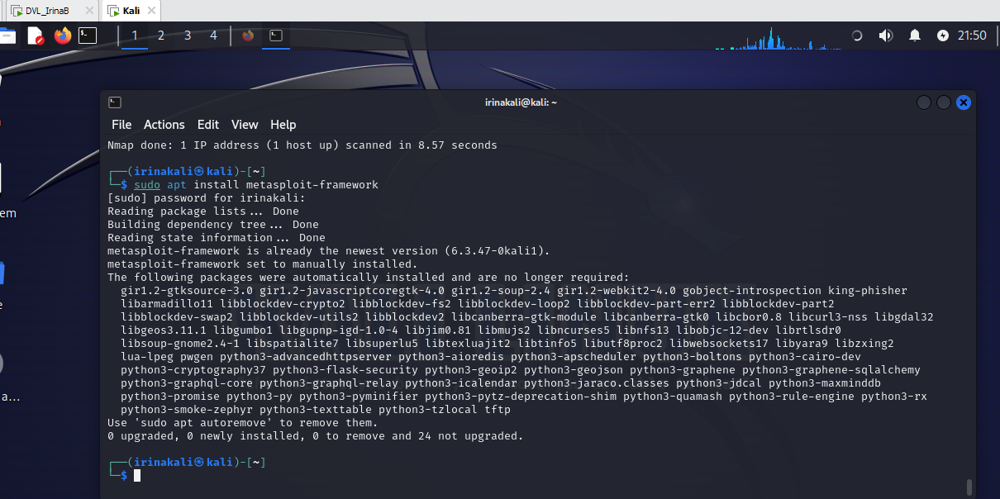 DVL_IrinaB
Kali
1 2 3 4
21:50
irinakali@kali: ~
File Actions Edit View Help
Nmap done: 1 IP address (1 host up) scanned in 8.57 seconds
┌──(irinakali㉿kali)-[~]
└─$ sudo apt install metasploit-framework
[sudo] password for irinakali:
Reading package lists... Done
Building dependency tree... Done
Reading state information... Done
metasploit-framework is already the newest version (6.3.47-0kali1).
metasploit-framework set to manually installed.
The following packages were automatically installed and are no longer required:
gir1.2-gtksource-3.0 gir1.2-javascriptcoregtk-4.0 gir1.2-soup-2.4 gir1.2-webkit2-4.0 gobject-introspection king-phisher
libarmadillo11 libblockdev-crypto2 libblockdev-fs2 libblockdev-loop2 libblockdev-part-err2 libblockdev-part2
libblockdev-swap2 libblockdev-utils2 libblockdev2 libcanberra-gtk-module libcanberra-gtk0 libcbor0.8 libcurl3-nss libgdal32
libgeos3.11.1 libgumbo1 libgupnp-igd-1.0-4 libjim0.81 libmujs2 libncurses5 libnfs13 libobjc-12-dev librtlsdr0
libsoup-gnome2.4-1 libspatialite7 libsuperlu5 libtexluajit2 libtinfo5 libutf8proc2 libwebsockets17 libyara9 libzxing2
lua-lpeg pwgen python3-advancedhttpserver python3-aioredis python3-apscheduler python3-boltons python3-cairo-dev
python3-cryptography37 python3-flask-security python3-geoip2 python3-geojson python3-graphene python3-graphene-sqlalchemy
python3-graphql-core python3-graphql-relay python3-icalendar python3-jaraco.classes python3-jdcal python3-maxminddb
python3-promise python3-py python3-pyminifier python3-pytz-deprecation-shim python3-quamash python3-rule-engine python3-rx
python3-smoke-zephyr python3-texttable python3-tzlocal tftp
Use 'sudo apt autoremove' to remove them.
0 upgraded, 0 newly installed, 0 to remove and 24 not upgraded.
┌──(irinakali㉿kali)-[~]
└─$
em
e
a...